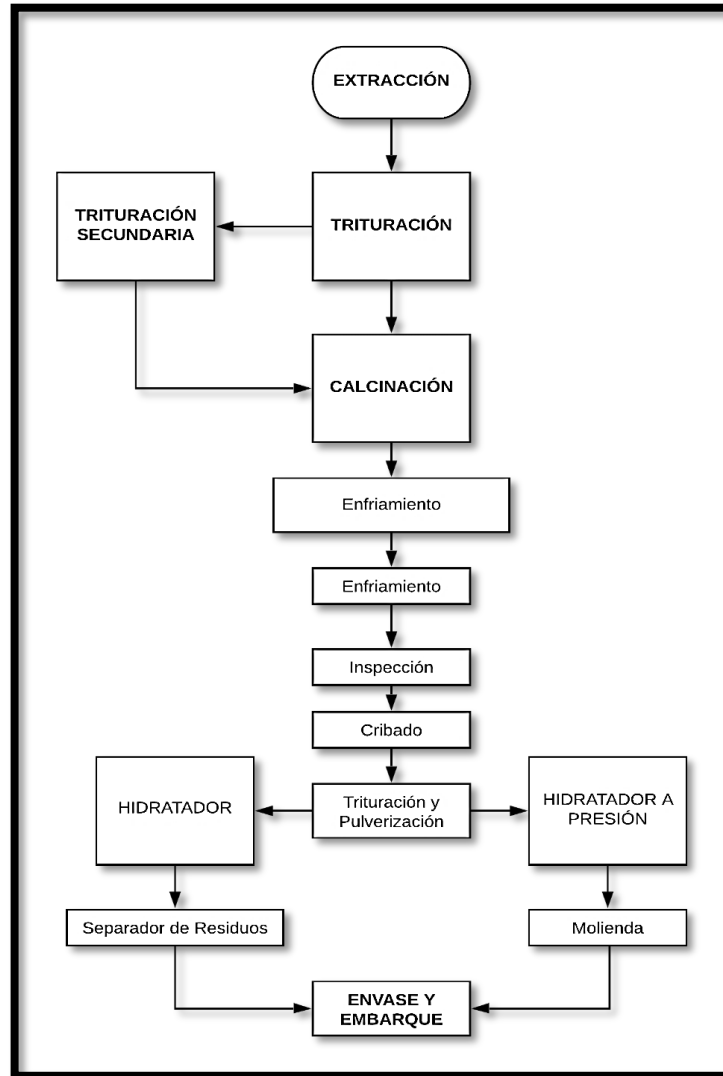 EXTRACCIÓN
TRITURACIÓN
SECUNDARIA
TRITURACIÓN
CALCINACIÓN
Enfriamiento
Enfriamiento
Inspección
Cribado
HIDRATADOR
Trituración y
Pulverización
HIDRATADOR A
PRESIÓN
Separador de Residuos
Molienda
ENVASE Y
EMBARQUE